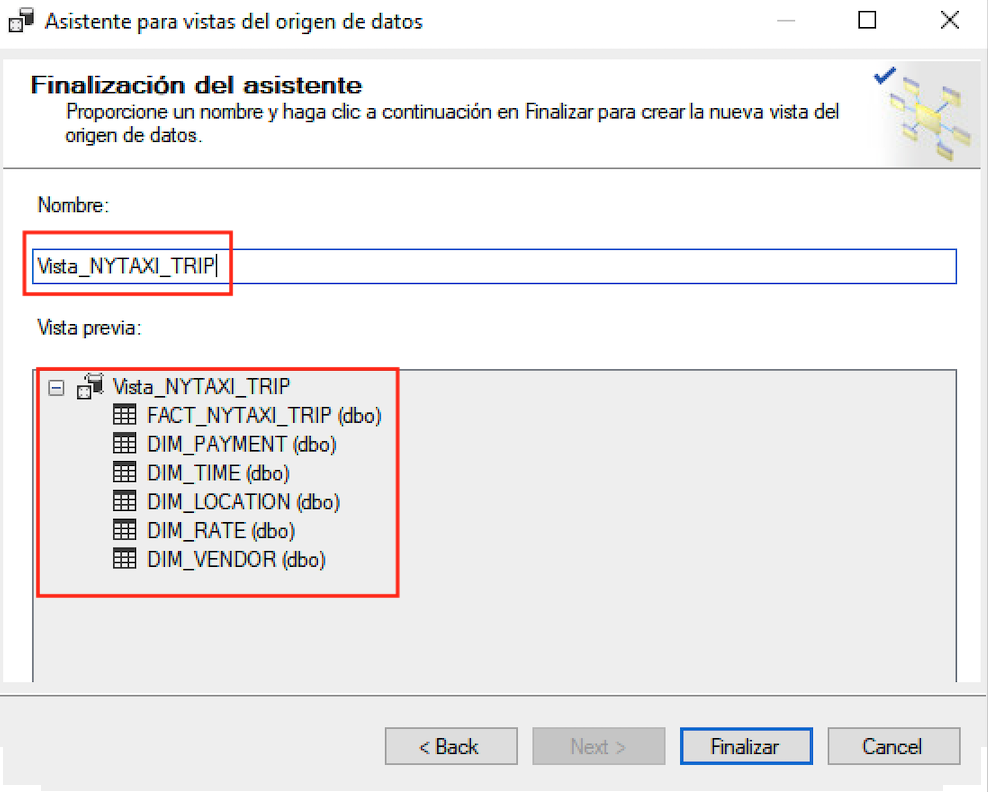 Asistente para vistas del origen de datos
Finalización del asistente
Proporcione un nombre y haga clic a continuación en Finalizar para crear la nueva vista del
origen de datos.
Nombre:
Vista_NYTAXI_TRIP
Vista previa:
Vista_NYTAXI_TRIP
FACT_NYTAXI_TRIP (dbo)
DIM_PAYMENT (dbo)
DIM_TIME (dbo)
DIM_LOCATION (dbo)
DIM_RATE (dbo)
DIM_VENDOR (dbo)
< Back
Next >
Finalizar
Cancel